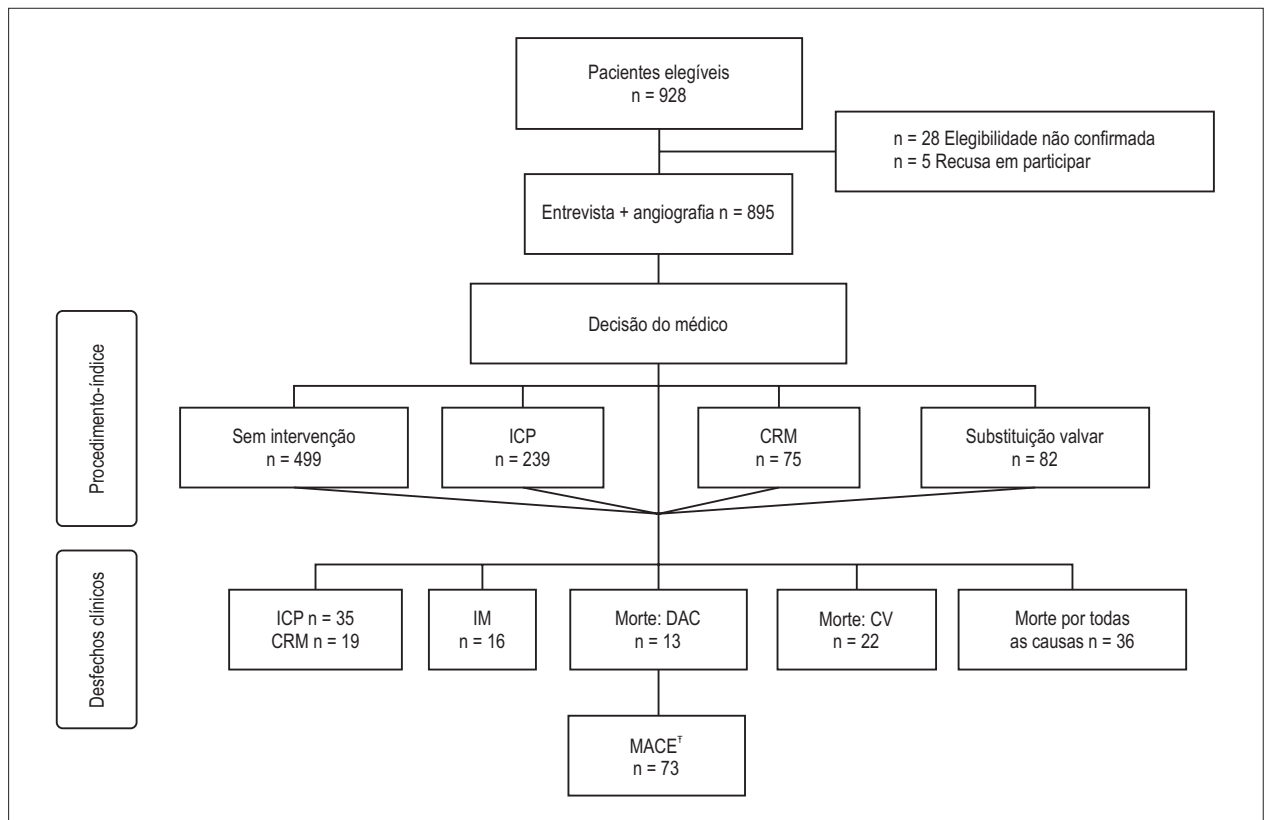 Pacientes elegíveis
n = 928
n = 28 Elegibilidade não confirmada
n = 5 Recusa em participar
Entrevista + angiografia n = 895
Decisão do médico
Procedimento-índice
Sem intervenção
n = 499
ICP
n = 239
CRM
n = 75
Substituição valvar
n = 82
Desfechos clínicos
ICP n = 35
CRM n = 19
IM
n = 16
Morte: DAC
n = 13
Morte: CV
n = 22
Morte por todas
as causas n = 36
MACEŦ
n = 73